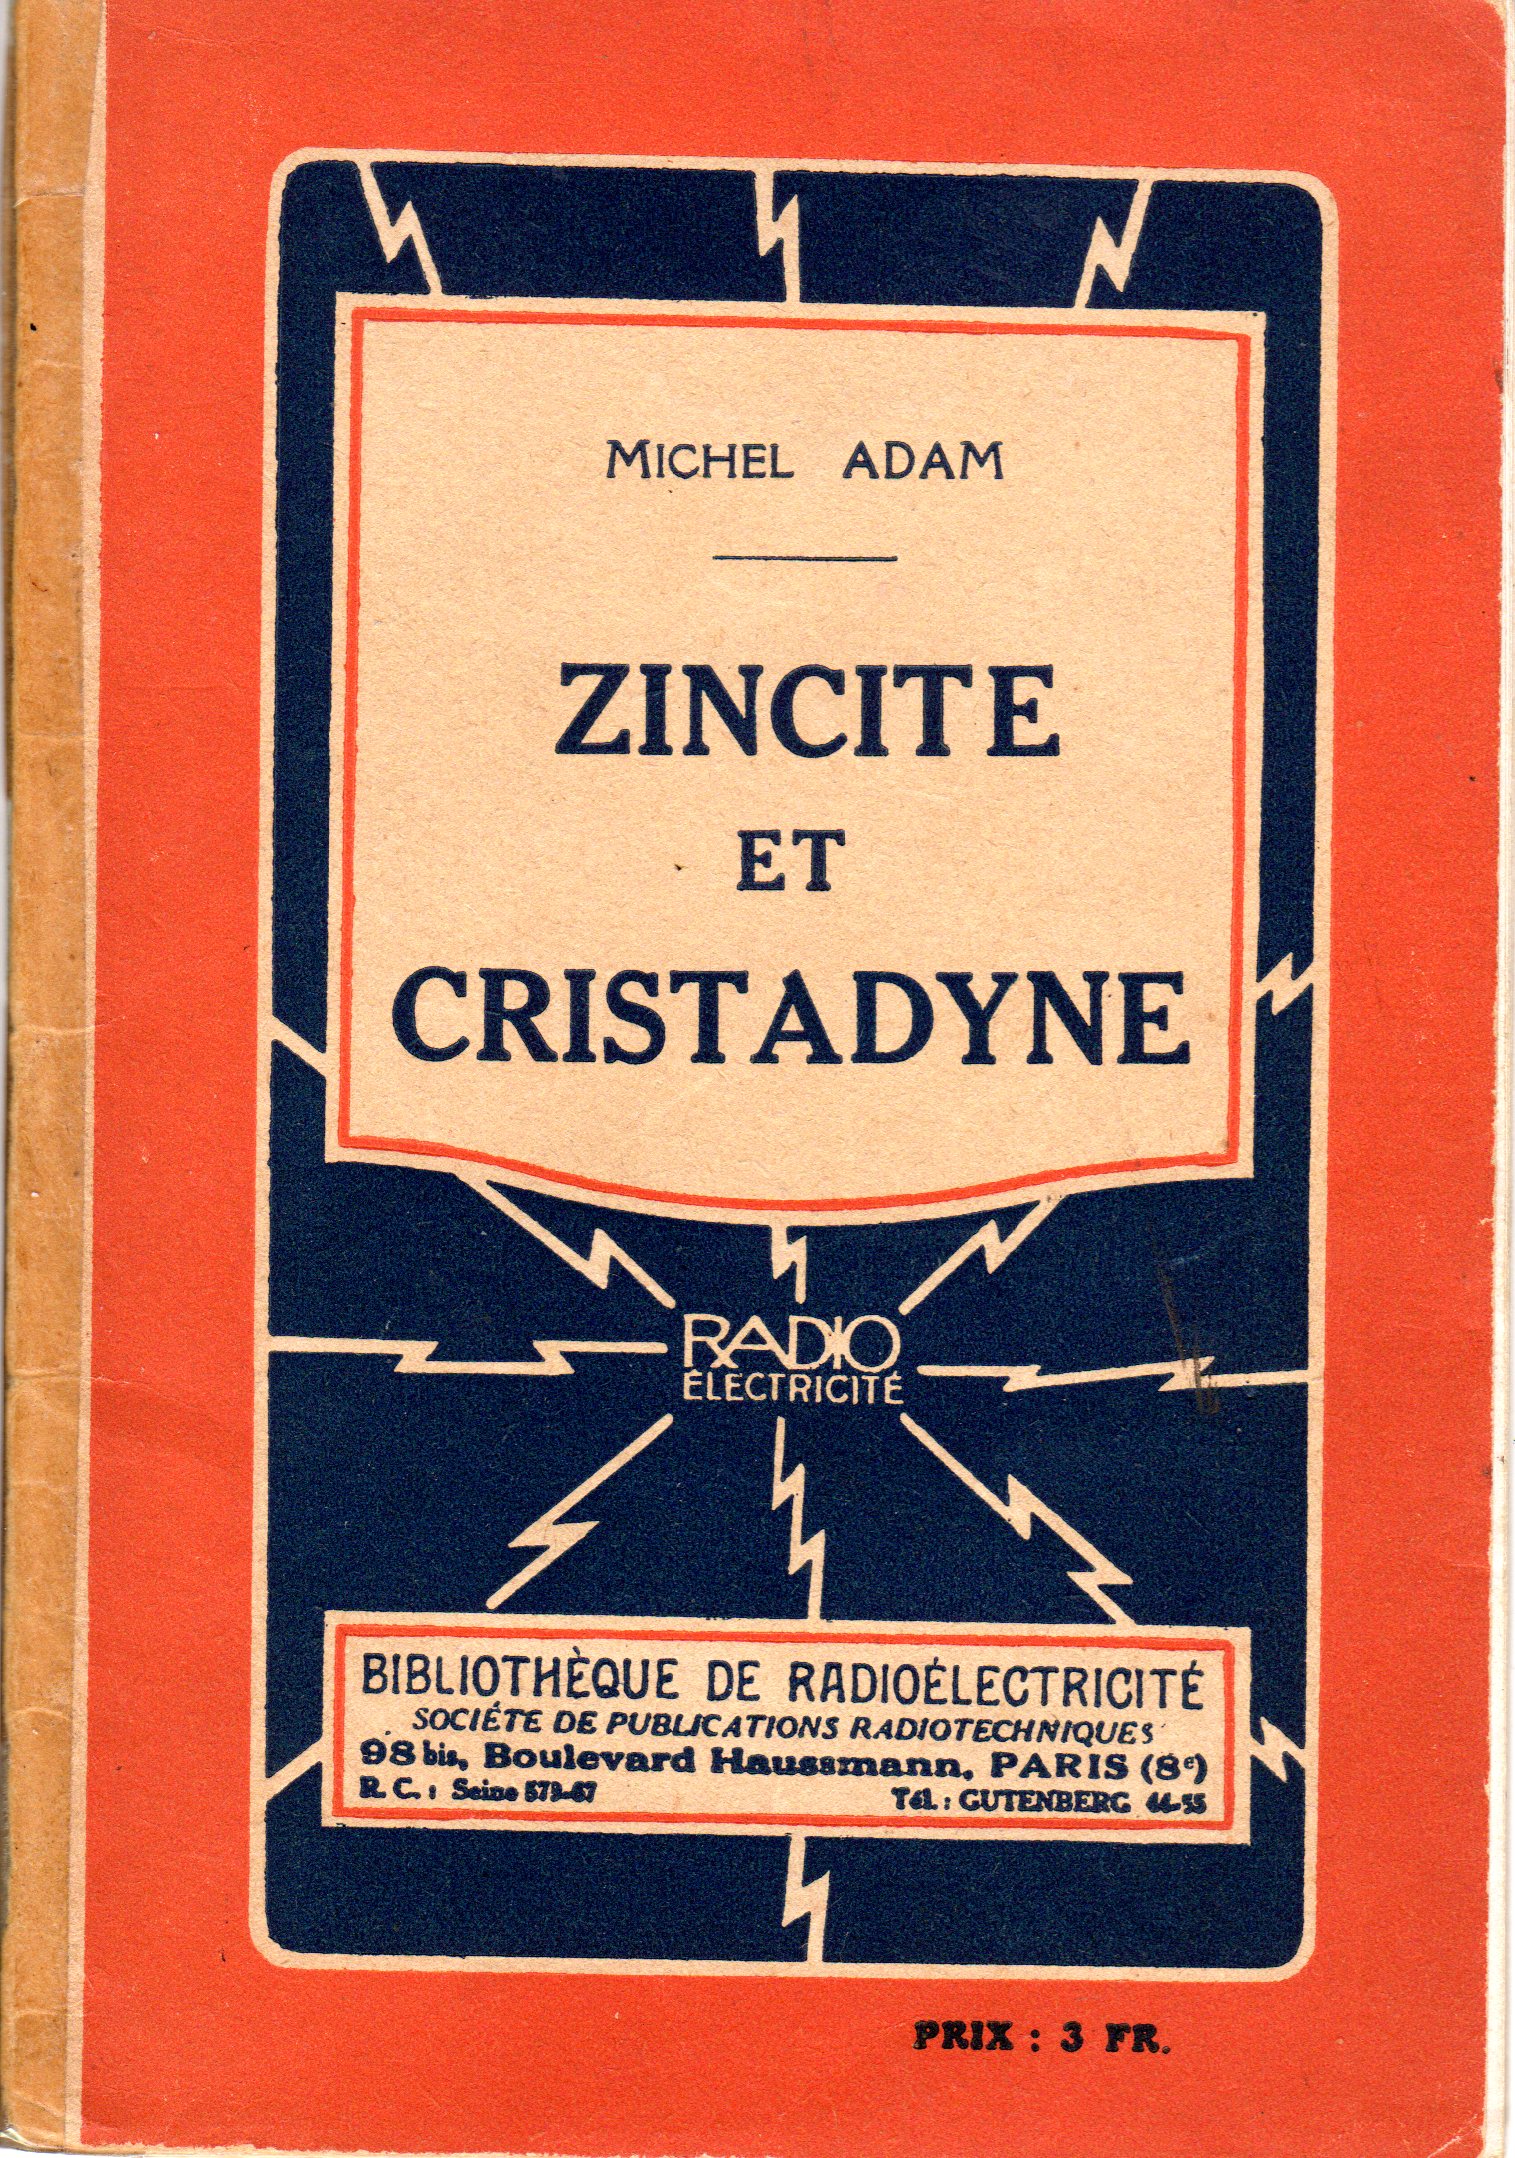 MICHEL ADAM
ZINCITE
ET
CRISTADYNE
RADIO
ÉLECTRICITÉ
BIBLIOTHÈQUE DE RADIOÉLECTRICITÉ
SOCIÉTE DE PUBLICATIONS RADIOTECHNIQUES
98 bis, Boulevard Haussmann, PARIS (8e)
R. C. : Seine 579-67 Tél. : GUTENBERG 44-55
PRIX : 3 FR.